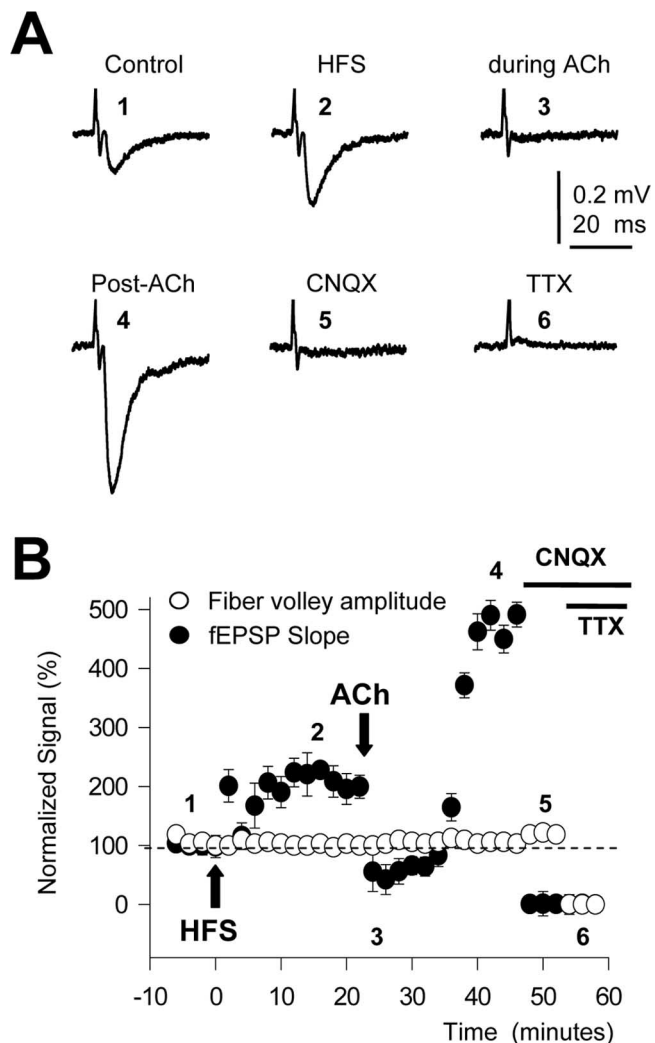 A
Control
HFS
during ACh
1
2
3
0.2 mV
20 ms
Post-ACh
CNQX
TTX
4
5
6
B
CNQX
TTX
4
Fiber volley amplitude
fEPSP Slope
ACh
HFS
1
2
3
5
6
Normalized Signal (%)
500
400
300
200
100
0
-10 0 10 20 30 40 50 60
Time (minutes)